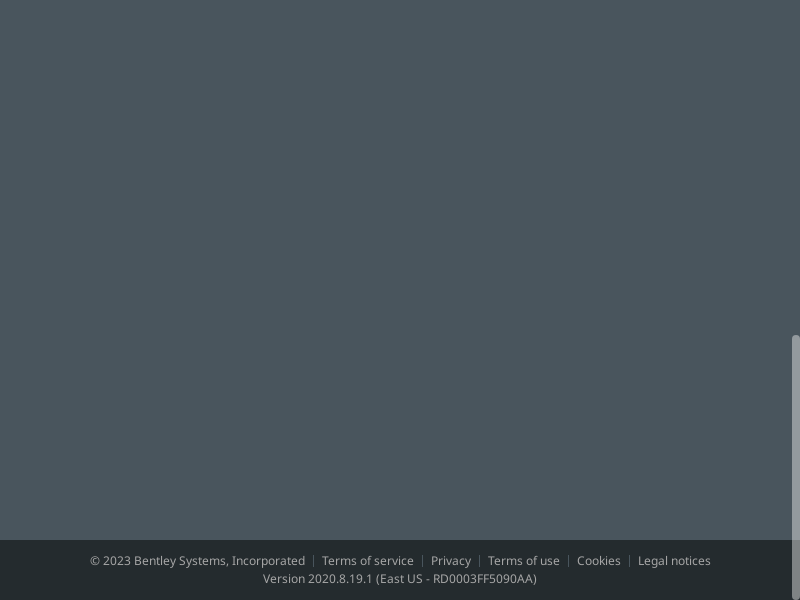 © 2023 Bentley Systems, Incorporated | Terms of service | Privacy | Terms of use | Cookies | Legal notices
Version 2020.8.19.1 (East US - RD0003FF5090AA)